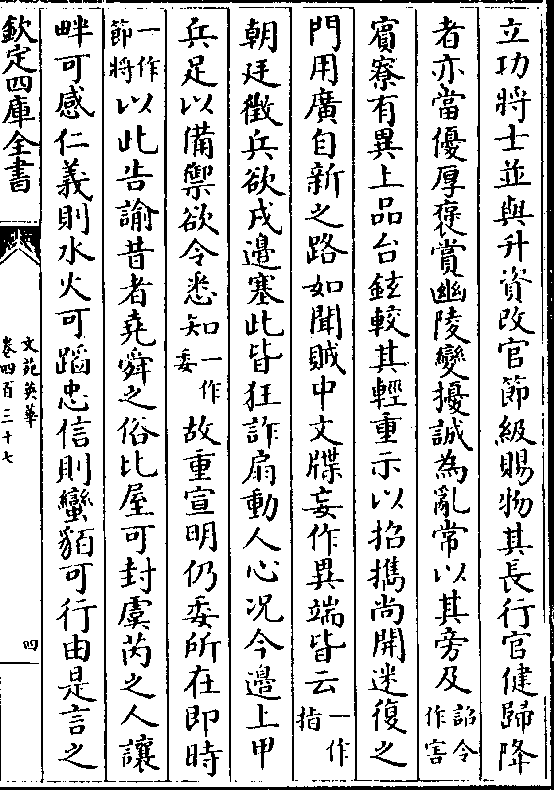 立功將士並與升資改官節級賜物其長行官健歸降
者亦當優厚褒賞幽陵變擾誠為亂常以其旁及詔令作害
賓寮有異上品台鉉較其輕重示以招擕尚開迷復之
門用廣自新之路如聞賊中文牒妄作異端皆云一作指
朝廷徵兵欲戍邊塞此皆狂詐扇動人心况今邉上甲
兵足以備禦欲令悉知一作委故重宣明仍委所在即時
一作節將以此告諭昔者堯舜之俗比屋可封虞芮之人讓
畔可感仁義則水火可蹈忠信則蠻貊可行由是言之
欽定四庫全書
文苑英華
卷四百三十七
四